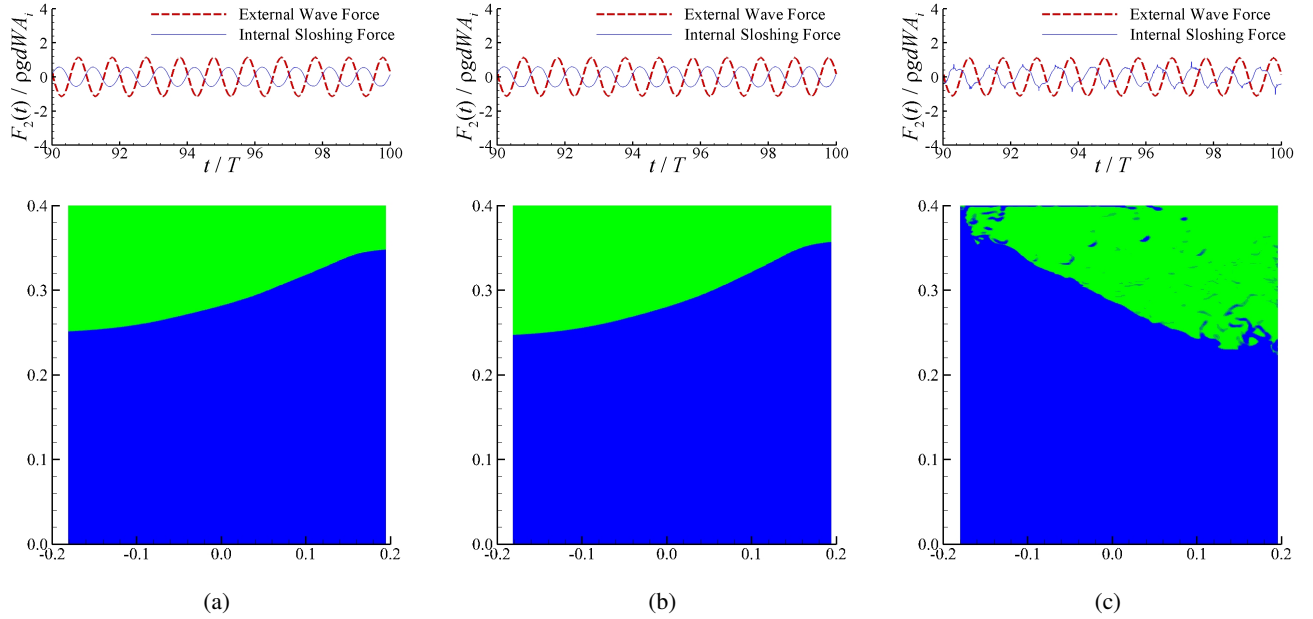 External Wave Force
Internal Sloshing Force
F₂(t) / ρgdWAᵢ
4
2
0
-2
-4
90 92 94 96 98 100
t / T
External Wave Force
Internal Sloshing Force
F₂(t) / ρgdWAᵢ
4
2
0
-2
-4
90 92 94 96 98 100
t / T
External Wave Force
Internal Sloshing Force
F₂(t) / ρgdWAᵢ
4
2
0
-2
-4
90 92 94 96 98 100
t / T
0.4
0.3
0.2
0.1
0.0
-0.2 -0.1 0.0 0.1 0.2
(a)
0.4
0.3
0.2
0.1
0.0
-0.2 -0.1 0.0 0.1 0.2
(b)
0.4
0.3
0.2
0.1
0.0
-0.2 -0.1 0.0 0.1 0.2
(c)